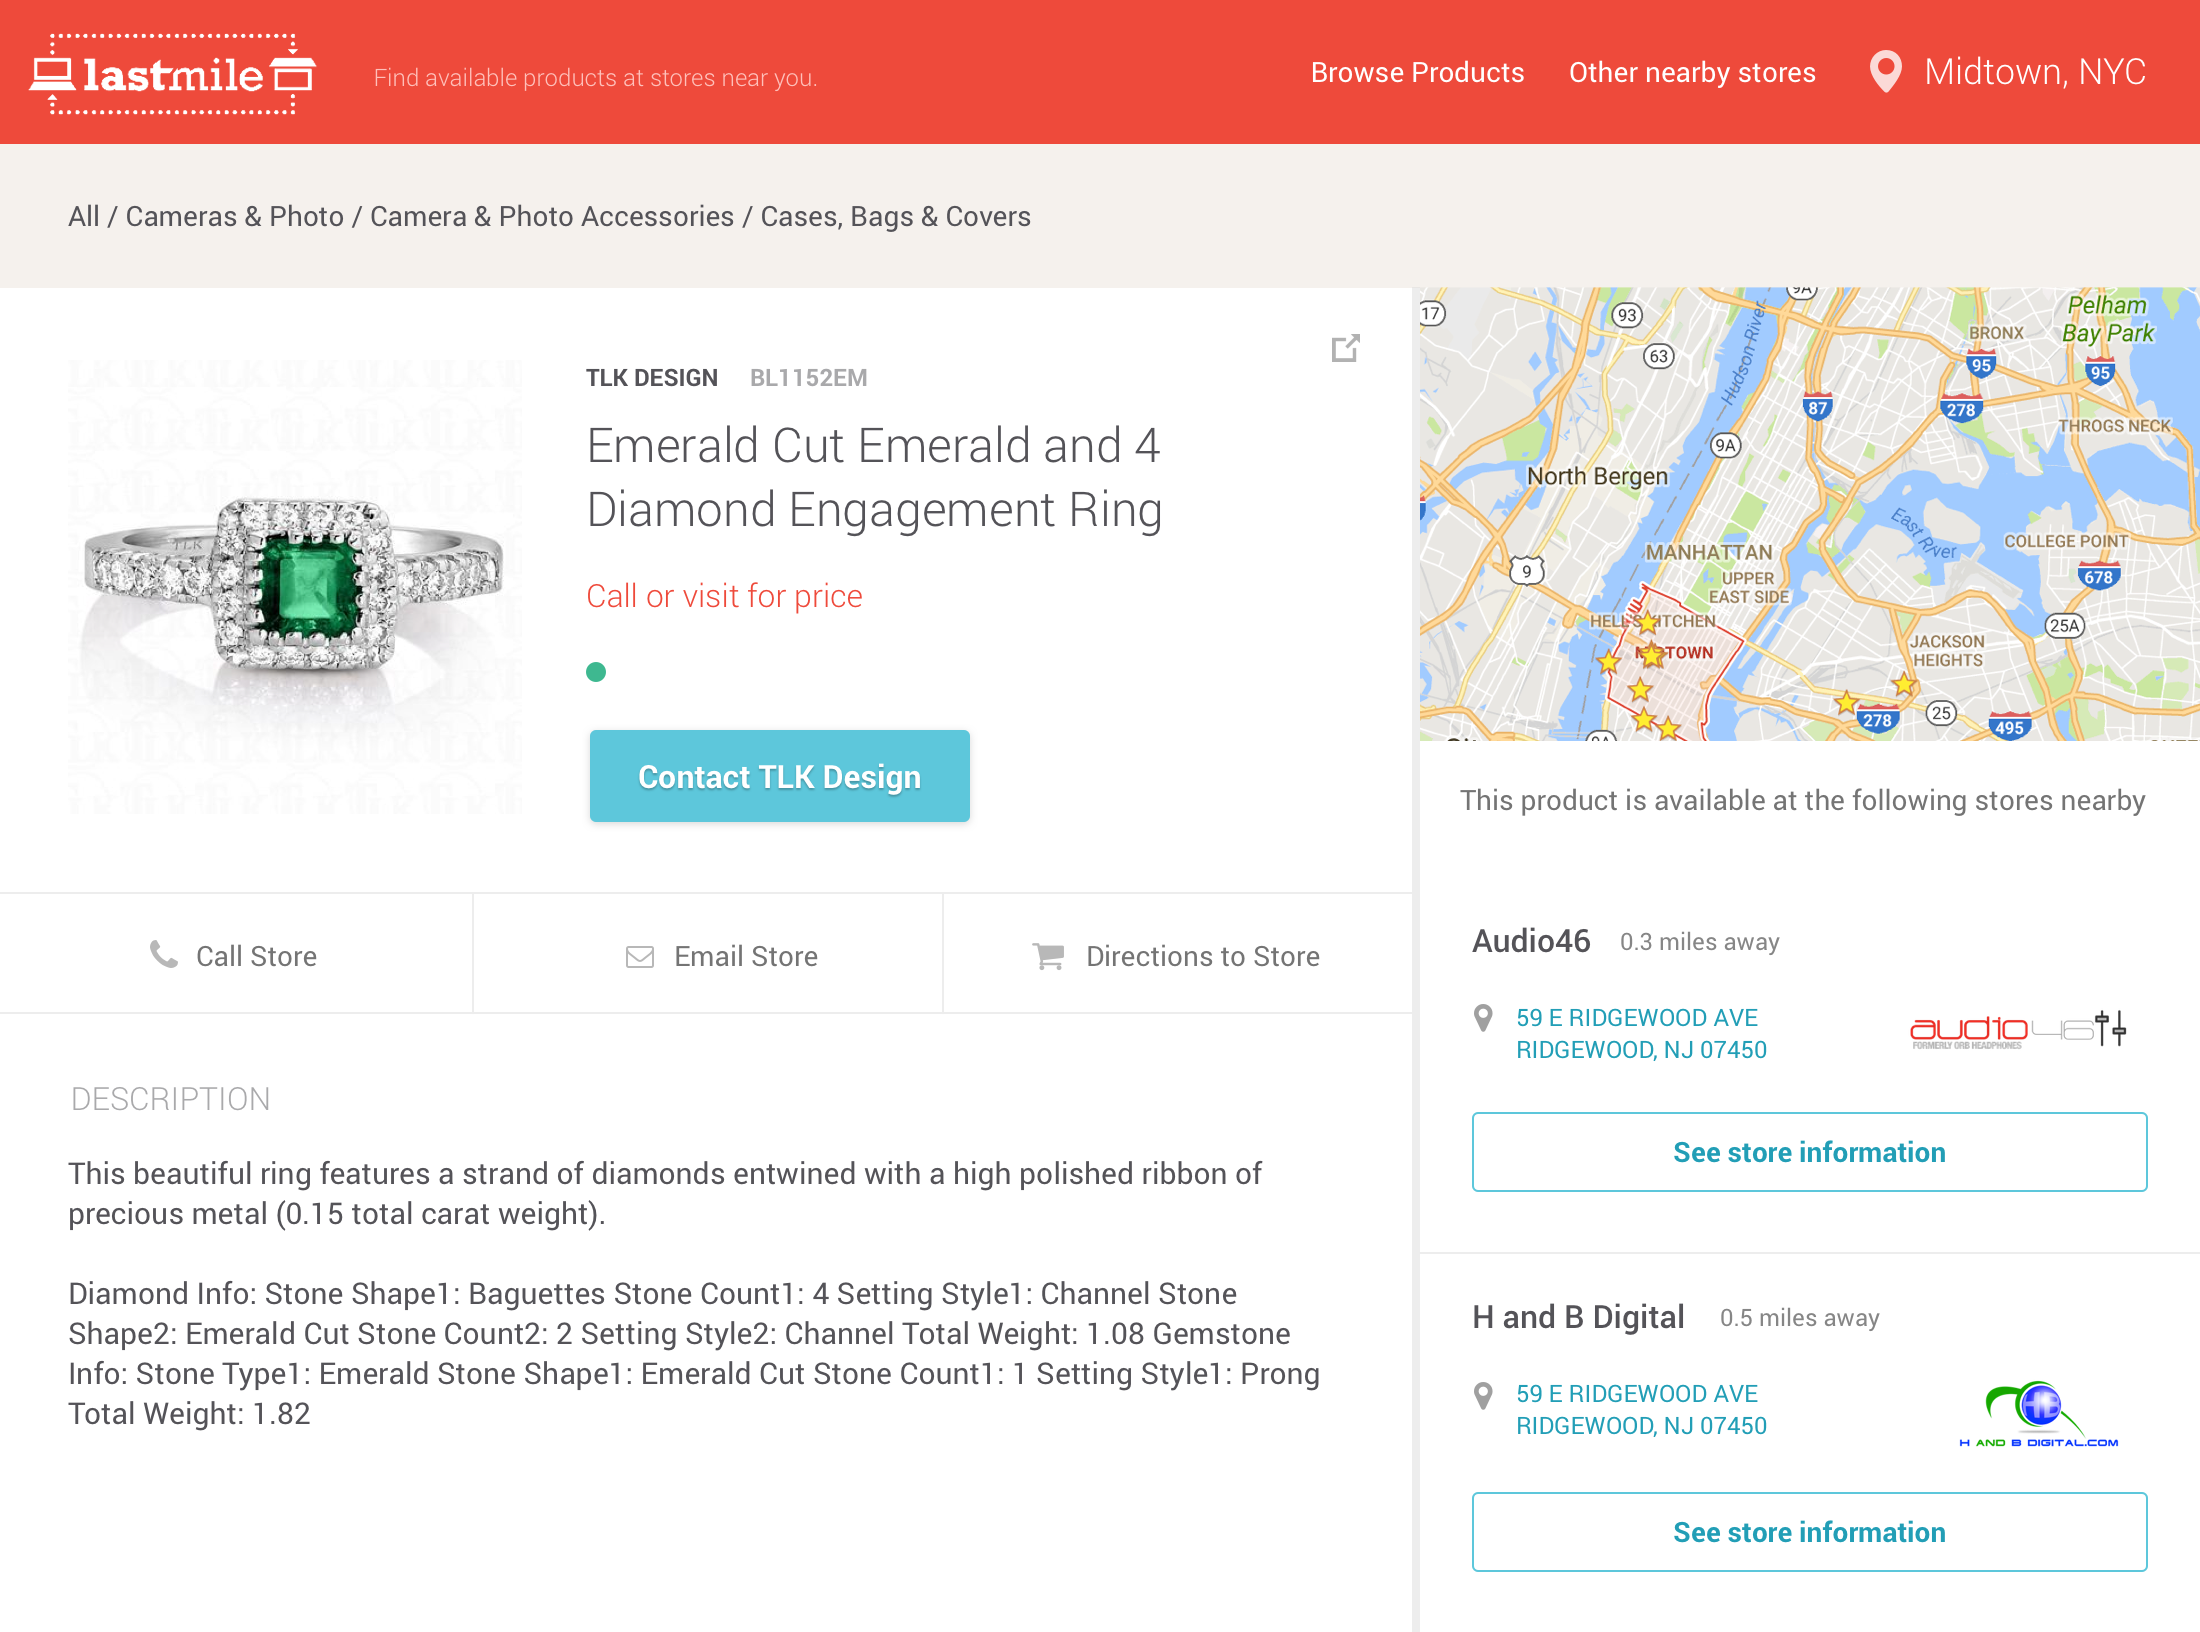 lastmile
Find available products at stores near you.
Browse Products
Other nearby stores
Midtown, NYC
All / Cameras & Photo / Camera & Photo Accessories / Cases, Bags & Covers
TLK DESIGN BL1152EM
Emerald Cut Emerald and 4
Diamond Engagement Ring
Call or visit for price
Contact TLK Design
TLK
Call Store
Email Store
Directions to Store
DESCRIPTION
This beautiful ring features a strand of diamonds entwined with a high polished ribbon of
precious metal (0.15 total carat weight).
Diamond Info: Stone Shape1: Baguettes Stone Count1: 4 Setting Style1: Channel Stone
Shape2: Emerald Cut Stone Count2: 2 Setting Style2: Channel Total Weight: 1.08 Gemstone
Info: Stone Type1: Emerald Stone Shape1: Emerald Cut Stone Count1: 1 Setting Style1: Prong
Total Weight: 1.82
17
93
9A
Pelham
Bay Park
BRONX
63
95
95
Hudson River
87
278
THROGS NECK
9A
North Bergen
East River
COLLEGE POINT
MANHATTAN
9
UPPER
EAST SIDE
678
HELL'S KITCHEN
25A
JACKSON
HEIGHTS
MIDTOWN
278
25
495
9A
This product is available at the following stores nearby
Audio46 0.3 miles away
59 E RIDGEWOOD AVE
RIDGEWOOD, NJ 07450
audio46
FORMERLY ORB HEADPHONES
See store information
H and B Digital 0.5 miles away
59 E RIDGEWOOD AVE
RIDGEWOOD, NJ 07450
HB
H AND B DIGITAL.COM
See store information